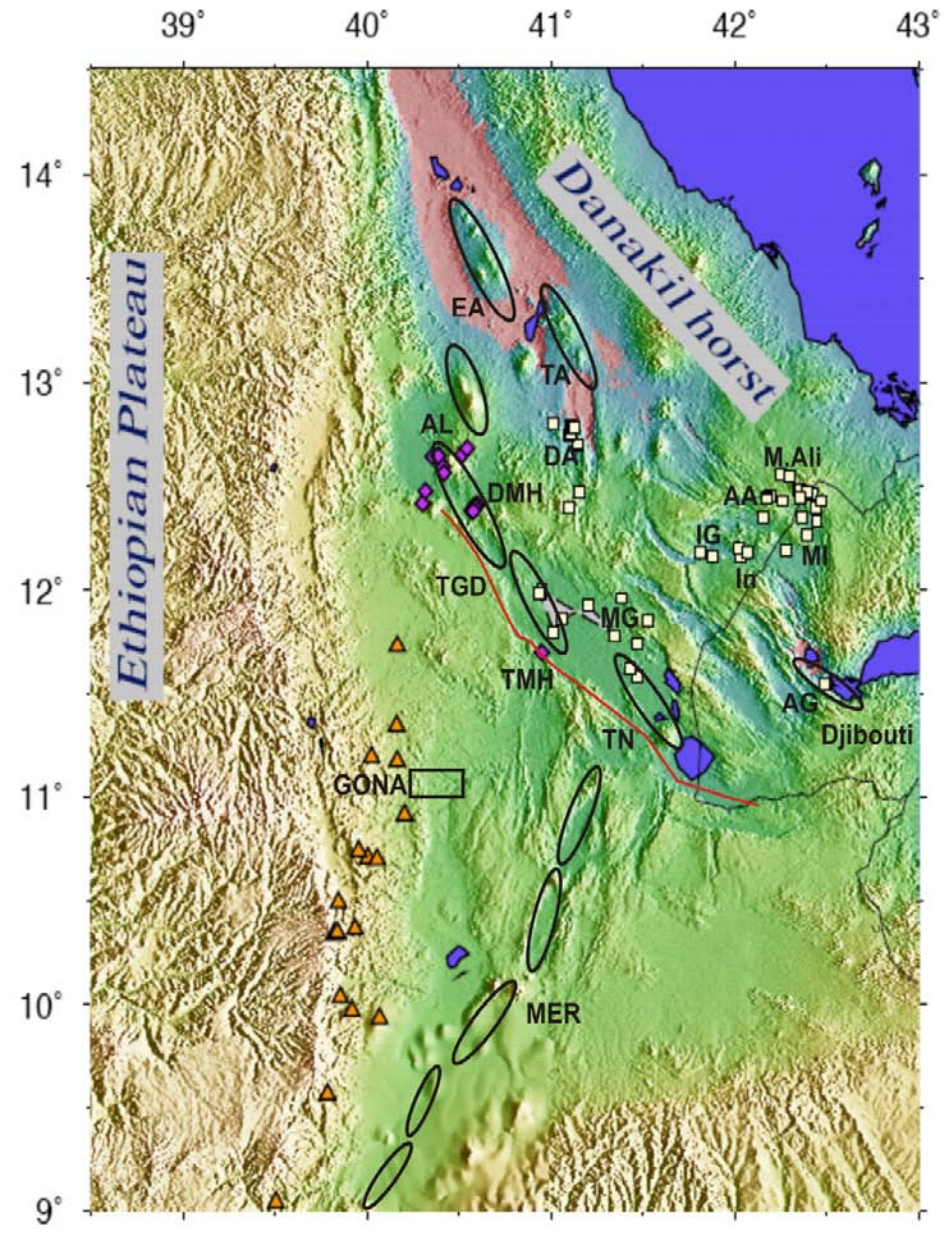 39° 40° 41° 42° 43°
14°
Danakil horst
Ethiopian Plateau
EA
TA
13°
AL
DA
M.Ali
DMH
AA
IG
MI
In
TGD
12°
MG
TMH
AG
TN
Djibouti
GONA
11°
10°
MER
9°